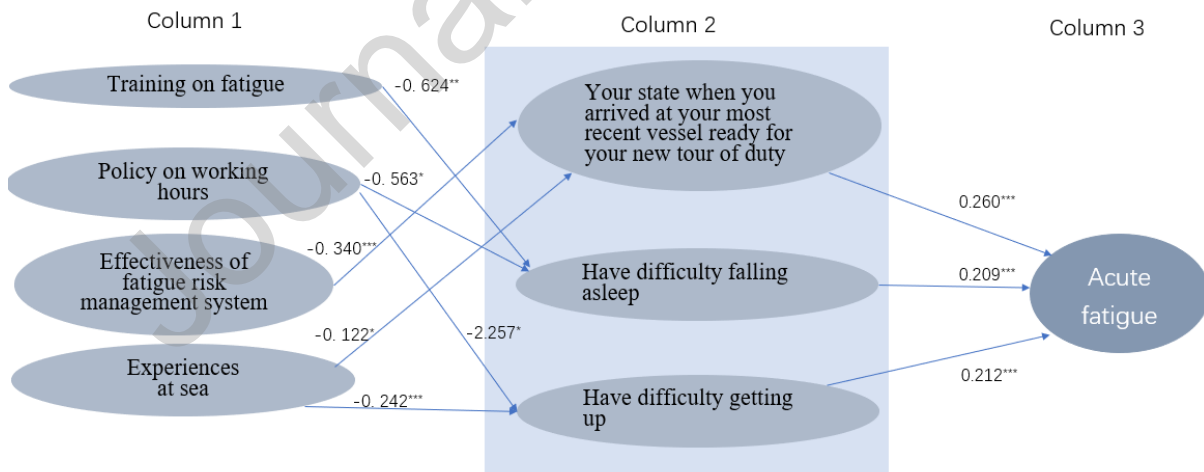 Column 1
Column 2
Column 3
Training on fatigue
-0. 624**
Your state when you
arrived at your most
recent vessel ready for
your new tour of duty
Policy on working
hours
-0. 563*
0.260***
Effectiveness of
fatigue risk
management system
-0. 340***
Have difficulty falling
asleep
0.209***
Acute
fatigue
Experiences
at sea
-0. 122*
-2.257*
-0. 242***
Have difficulty getting
up
0.212***
Journa